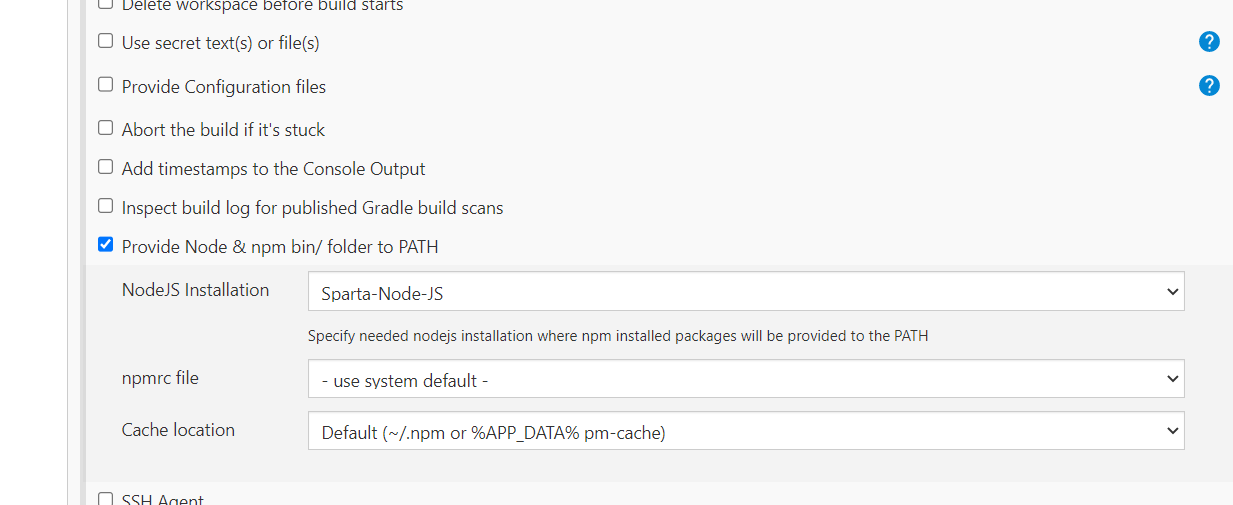 Delete workspace before build starts
Use secret text(s) or file(s)
?
Provide Configuration files
?
Abort the build if it's stuck
Add timestamps to the Console Output
Inspect build log for published Gradle build scans
Provide Node & npm bin/ folder to PATH
NodeJS Installation
Sparta-Node-JS
Specify needed nodejs installation where npm installed packages will be provided to the PATH
npmrc file
- use system default -
Cache location
Default (~/.npm or %APP_DATA% pm-cache)
SSH Agent